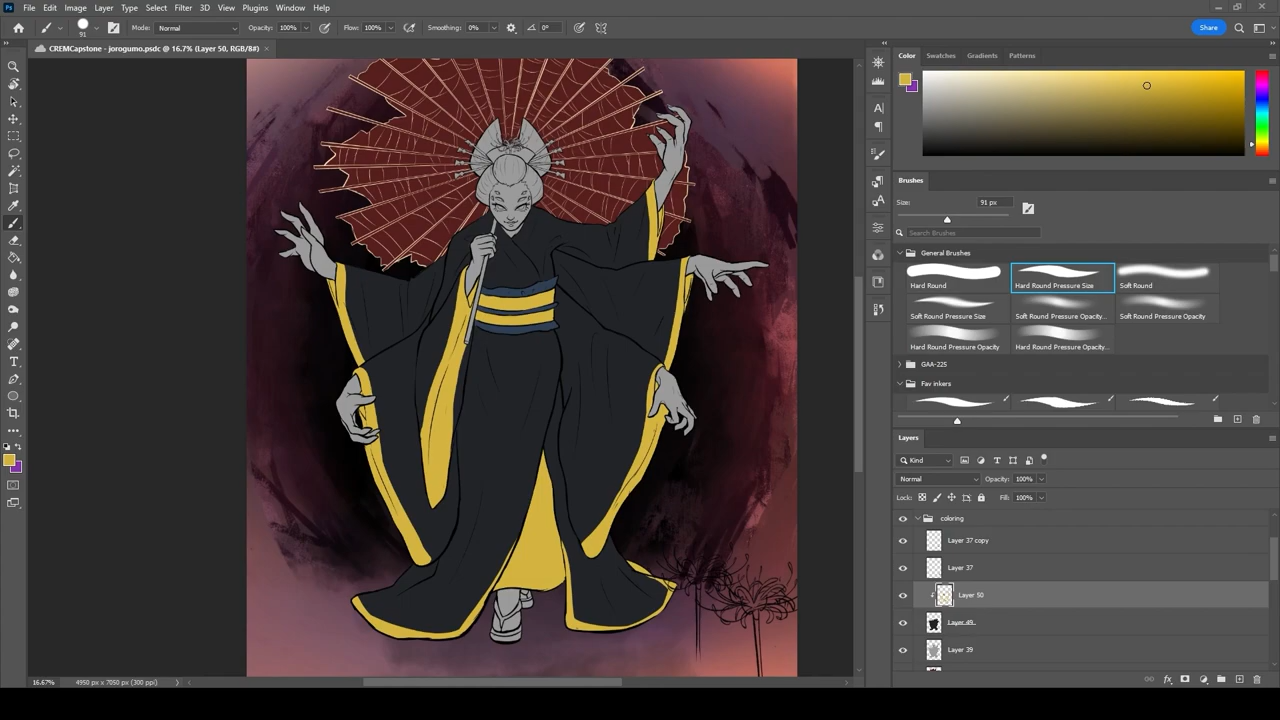 Ps File Edit Image Layer Type Select Filter 3D View Plugins Window Help
91 Mode: Normal Opacity: 100% Flow: 100% Smoothing: 0% 0° Share
CREMCapstone - jorogumo.psdc @ 16.7% (Layer 50, RGB/8#)
Color Swatches Gradients Patterns
Brushes
Size: 91 px
Search Brushes
General Brushes
Hard Round Hard Round Pressure Size Soft Round
Soft Round Pressure Size Soft Round Pressure Opacity... Soft Round Pressure Opacity
Hard Round Pressure Opacity Hard Round Pressure Opacity...
GAA-225
Fav inkers
Layers
Kind
Normal Opacity: 100%
Lock: Fill: 100%
coloring
Layer 37 copy
Layer 37
Layer 50
Layer 49
Layer 39
16.67% 4950 px x 7050 px (300 ppi)